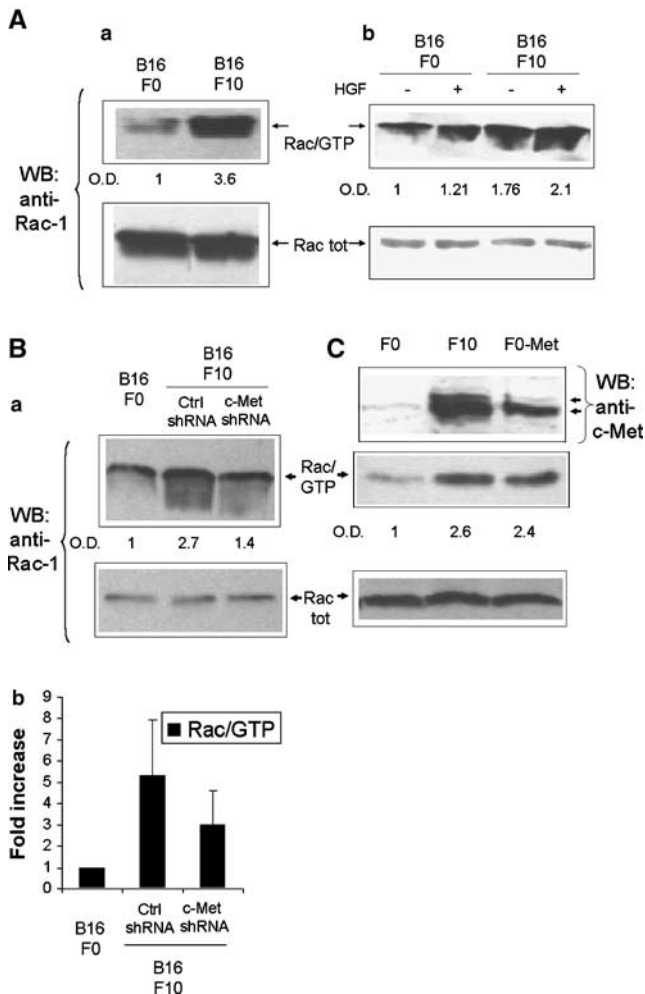 A
a
B16
F0
B16
F10
WB:
anti-
Rac-1
O.D. 1 3.6
Rac/GTP
Rac tot
b
B16
F0
B16
F10
HGF - + - +
O.D. 1 1.21 1.76 2.1
B
a
B16
F0
B16
F10
Ctrl
shRNA
c-Met
shRNA
WB:
anti-
Rac-1
O.D. 1 2.7 1.4
Rac/
GTP
Rac
tot
C
F0 F10 F0-Met
WB:
anti-
c-Met
O.D. 1 2.6 2.4
b
Fold increase
9
8
7
6
5
4
3
2
1
0
Rac/GTP
B16
F0
Ctrl
shRNA
c-Met
shRNA
B16
F10